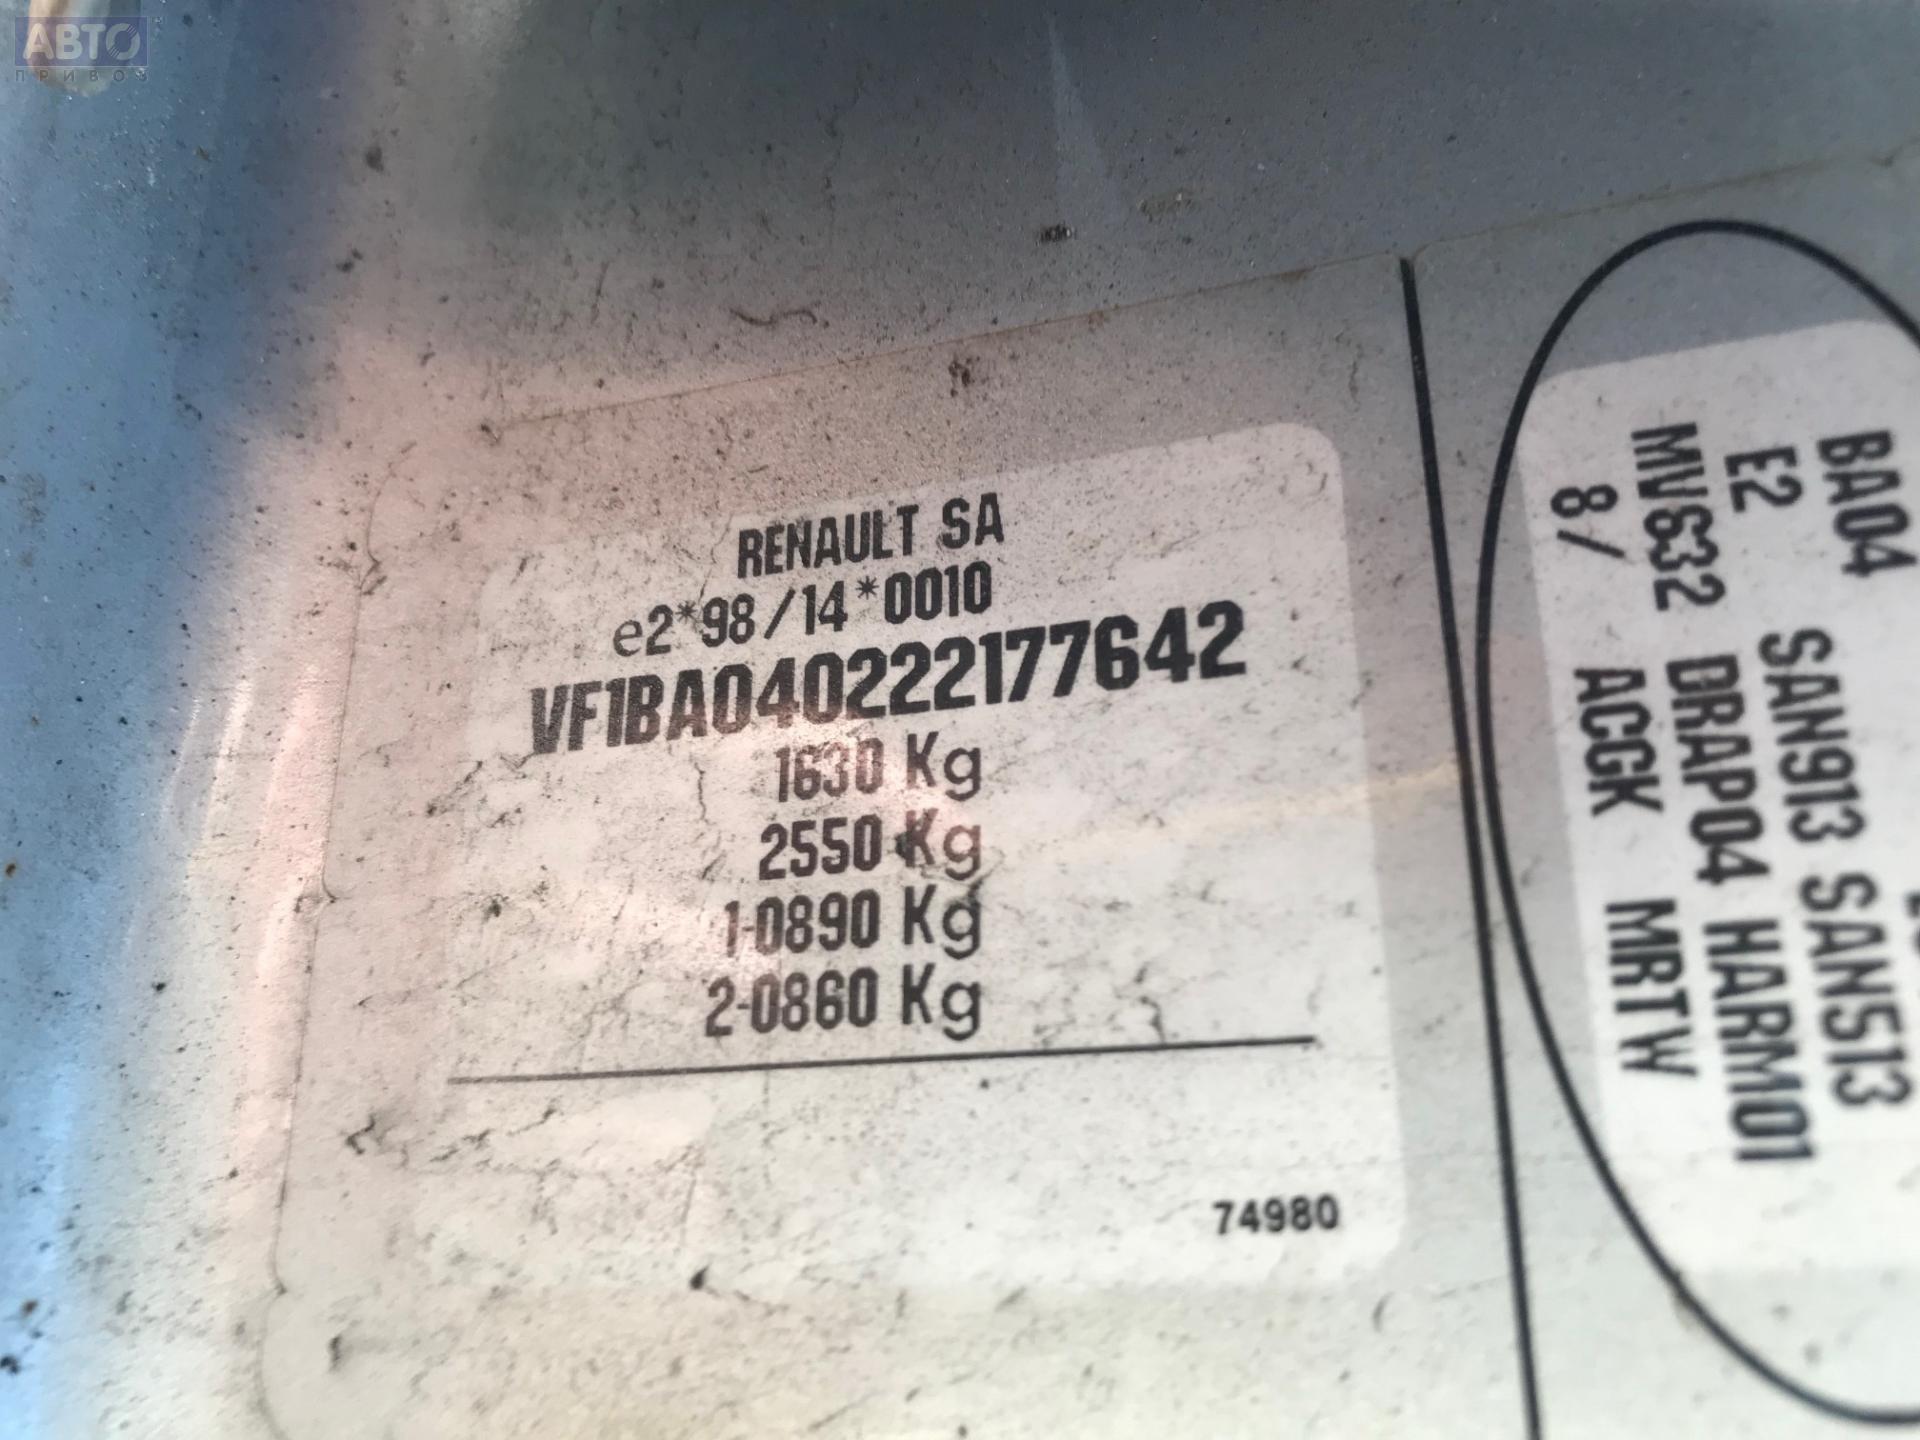 АВТО
ПРИВОЗ
RENAULT SA
e2*98/14*0010
VF1BA040222177642
1630 Kg
2550 Kg
1-0890 Kg
2-0860 Kg
74980
BA04 SAN913 SAN513
E2 DRAP04 HARM01
MV632 ACGK MRTW
8/